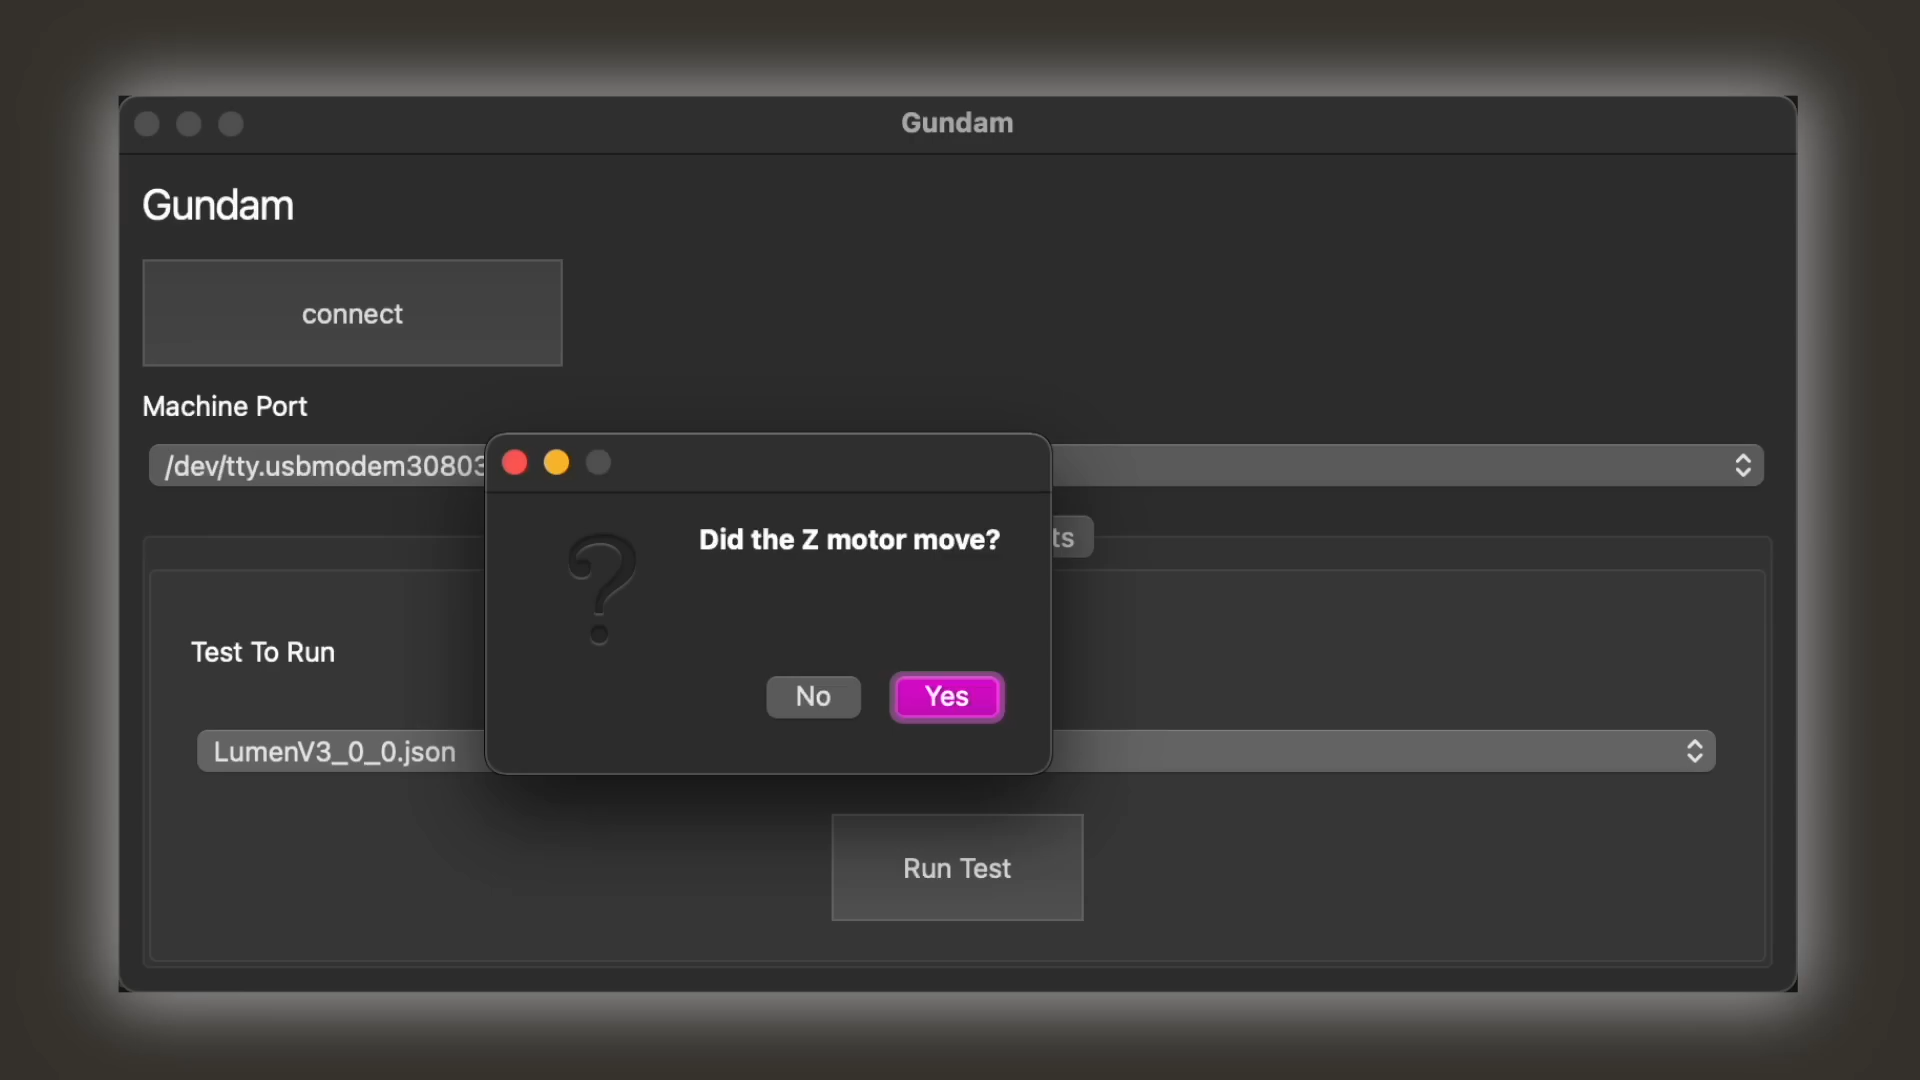 Gundam
Gundam
connect
Machine Port
/dev/tty.usbmodem30803
ts
Did the Z motor move?
No
Yes
Test To Run
LumenV3_0_0.json
Run Test